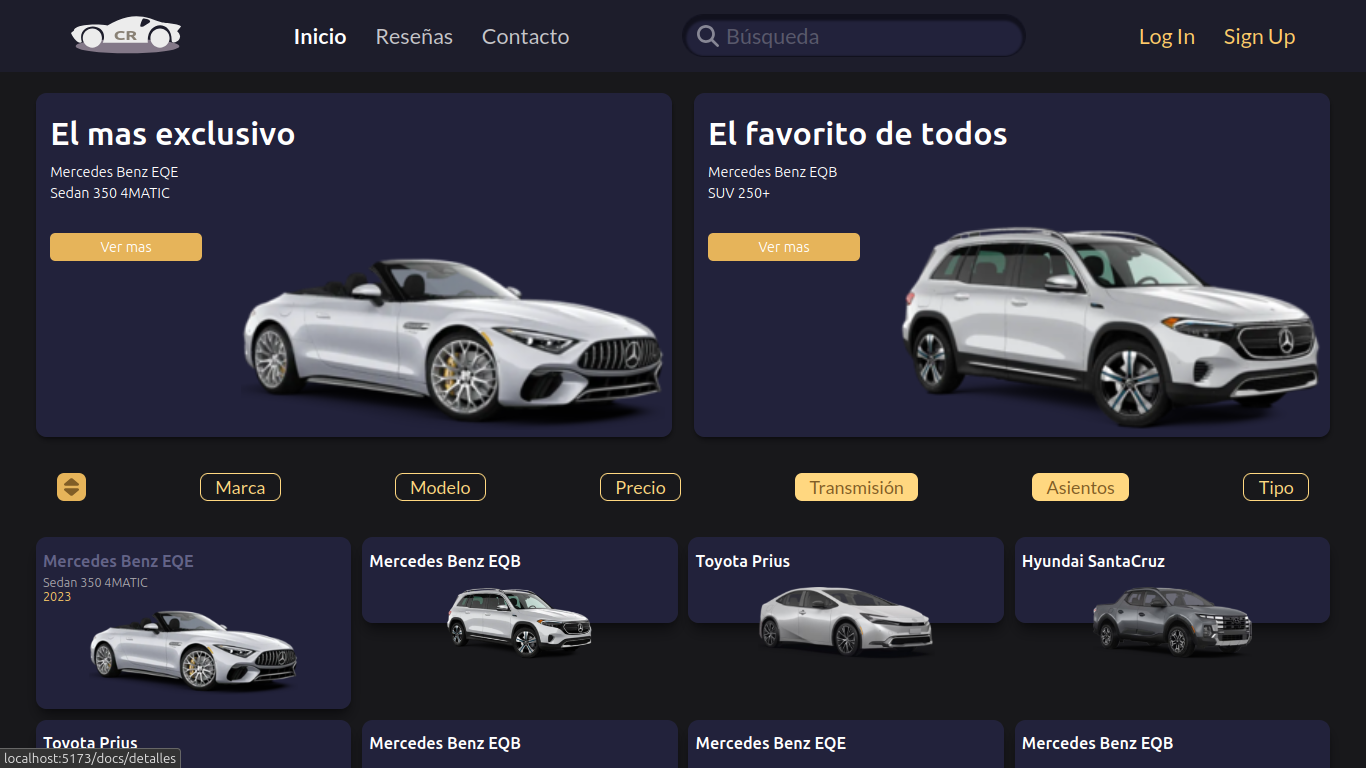 CR
Inicio Reseñas Contacto Búsqueda Log In Sign Up
El mas exclusivo
Mercedes Benz EQE
Sedan 350 4MATIC
Ver mas
El favorito de todos
Mercedes Benz EQB
SUV 250+
Ver mas
Marca Modelo Precio Transmisión Asientos Tipo
Mercedes Benz EQE
Sedan 350 4MATIC
2023
Mercedes Benz EQB
Toyota Prius
Hyundai SantaCruz
Toyota Prius
Mercedes Benz EQB
Mercedes Benz EQE
Mercedes Benz EQB
localhost:5173/docs/detalles